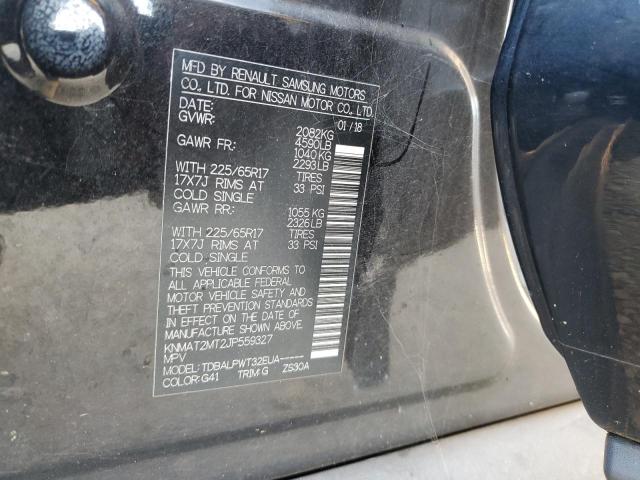 MFD BY RENAULT SAMSUNG MOTORS
CO. LTD. FOR NISSAN MOTOR CO., LTD.
DATE: 01/18
GVWR: 2082KG
4590LB
GAWR FR: 1040KG
2293LB
WITH 225/65R17 TIRES
17X7J RIMS AT 33 PSI
COLD SINGLE
GAWR RR: 1055 KG
2326LB
WITH 225/65R17 TIRES
17X7J RIMS AT 33 PSI
COLD SINGLE
THIS VEHICLE CONFORMS TO
ALL APPLICABLE FEDERAL
MOTOR VEHICLE SAFETY AND
THEFT PREVENTION STANDARDS
IN EFFECT ON THE DATE OF
MANUFACTURE SHOWN ABOVE.
KNMAT2MT2JP559327
MPV
MODEL: TDBALPWT32EUA-----
COLOR: G41 TRIM: G ZS30A